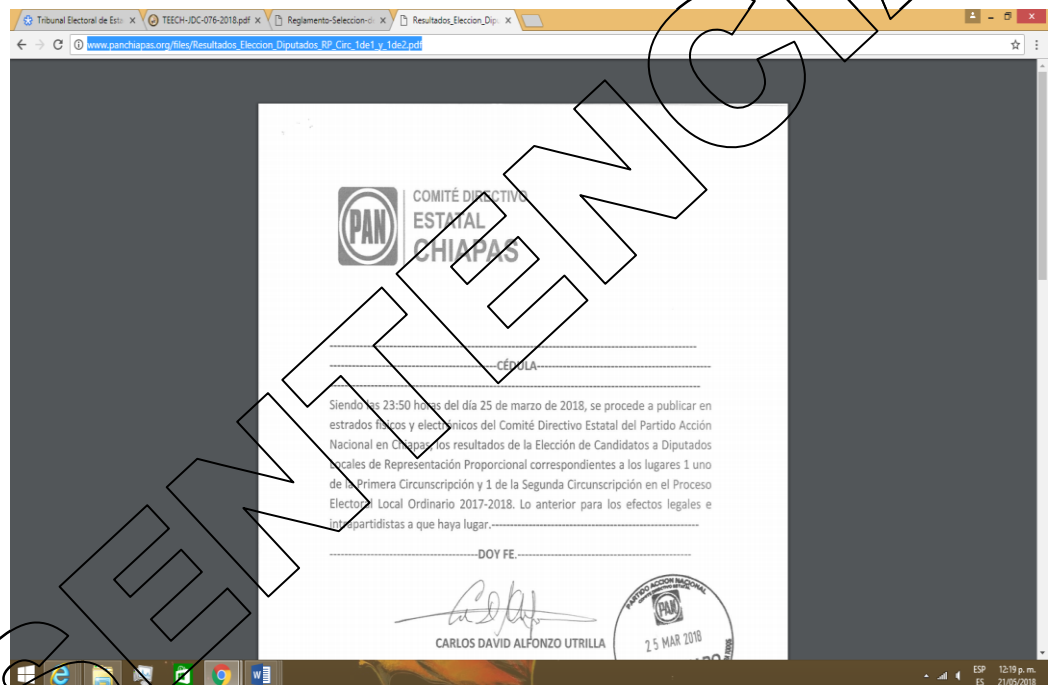 Tribunal Electoral de Est
TEECH-JDC-076-2018.pdf
Reglamento-Seleccion-d
Resultados_Eleccion_Dip
www.panchiapas.org/files/Resultados_Eleccion_Diputados_RP_Circ_1de1_y_1de2.pdf
PAN
COMITÉ DIRECTIVO
ESTATAL
CHIAPAS
CÉDULA
Siendo las 23:50 horas del día 25 de marzo de 2018, se procede a publicar en
estrados físicos y electrónicos del Comité Directivo Estatal del Partido Acción
Nacional en Chiapas, los resultados de la Elección de Candidatos a Diputados
Locales de Representación Proporcional correspondientes a los lugares 1 uno
de la Primera Circunscripción y 1 de la Segunda Circunscripción en el Proceso
Electoral Local Ordinario 2017-2018. Lo anterior para los efectos legales e
intrapartidistas a que haya lugar.
DOY FE.
CARLOS DAVID ALFONZO UTRILLA
PARTIDO ACCION NACIONAL
PAN
25 MAR 2018
SENTENCIA
ESP 12:19 p. m.
ES 21/05/2018